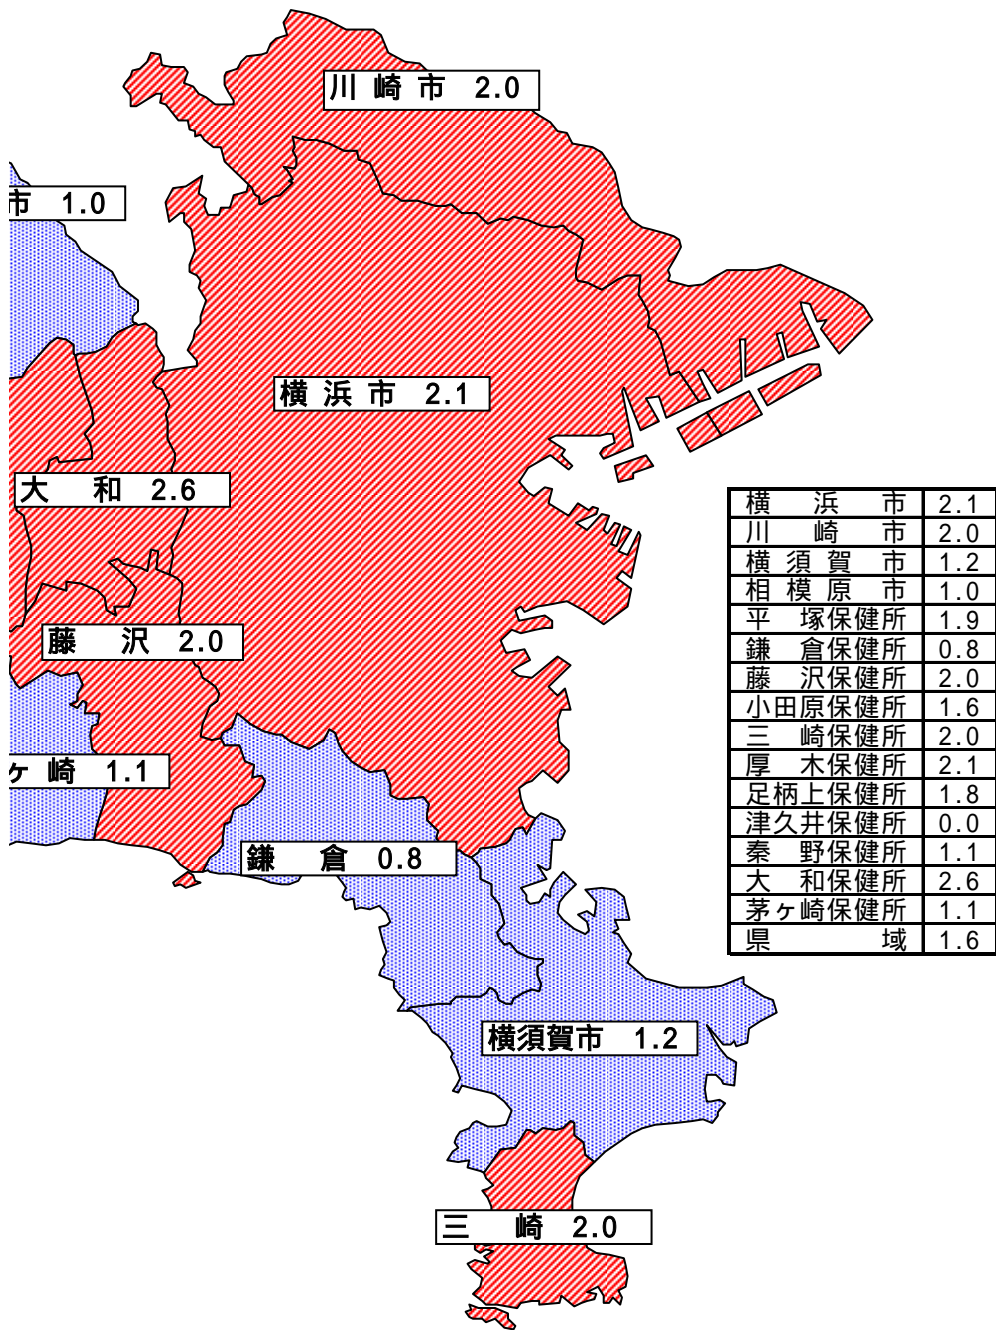 川崎市 2.0
市 1.0
横浜市 2.1
大和 2.6
藤沢 2.0
ヶ崎 1.1
鎌倉 0.8
横須賀市 1.2
三崎 2.0
横浜市 2.1
川崎市 2.0
横須賀市 1.2
相模原市 1.0
平塚保健所 1.9
鎌倉保健所 0.8
藤沢保健所 2.0
小田原保健所 1.6
三崎保健所 2.0
厚木保健所 2.1
足柄上保健所 1.8
津久井保健所 0.0
秦野保健所 1.1
大和保健所 2.6
茅ヶ崎保健所 1.1
県域 1.6